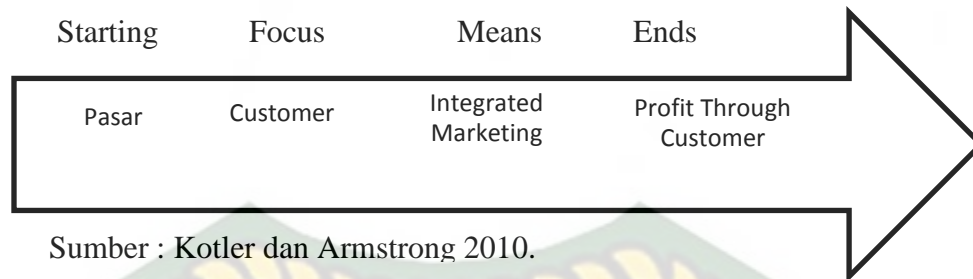 Starting Focus Means Ends
Pasar Customer Integrated Marketing Profit Through Customer
Sumber : Kotler dan Armstrong 2010.